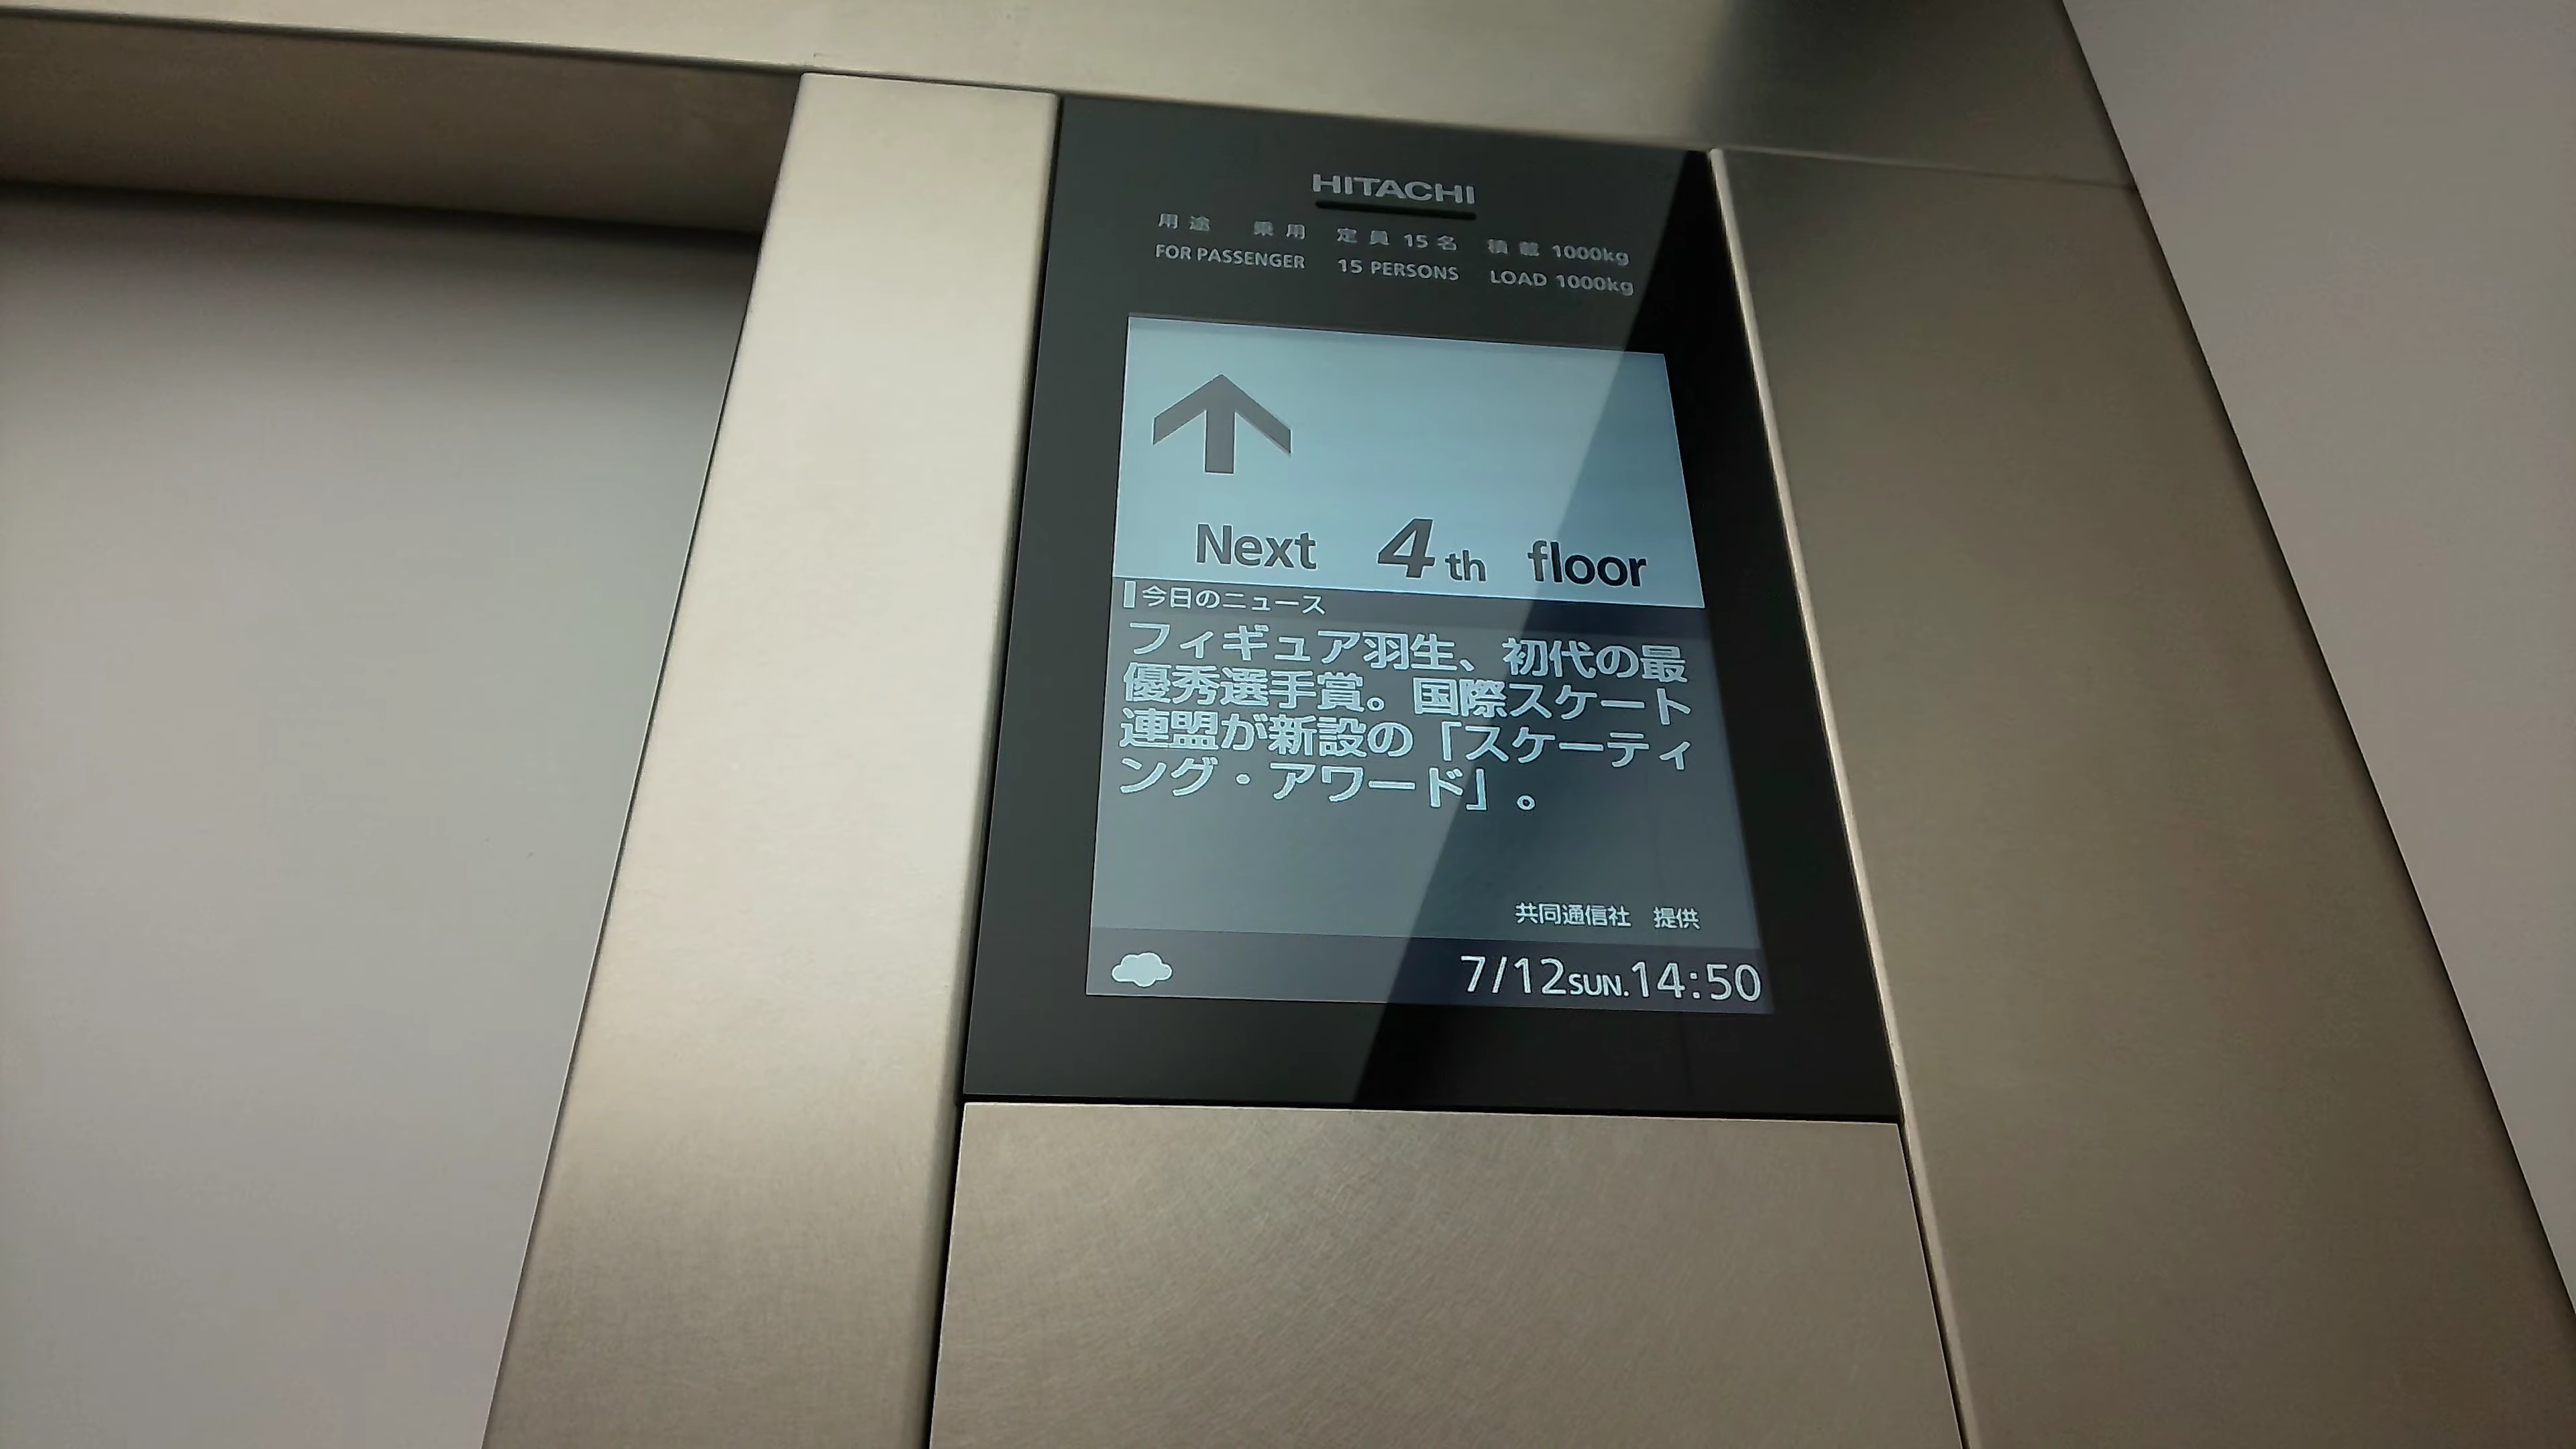 HITACHI
用途 乗用 定員 15名 積載 1000kg
FOR PASSENGER 15 PERSONS LOAD 1000kg
Next 4th floor
今日のニュース
フィギュア羽生、初代の最
優秀選手賞。国際スケート
連盟が新設の「スケーティ
ング・アワード」。
共同通信社 提供
7/12SUN.14:50